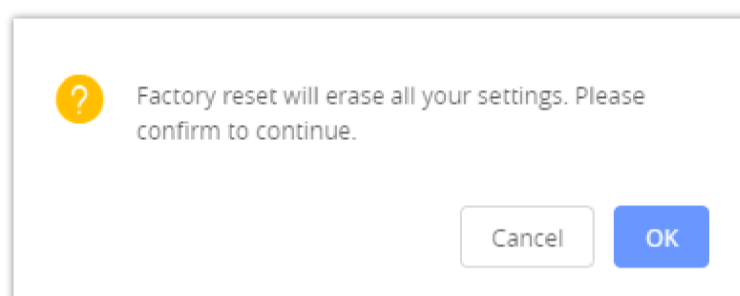 Factory reset will erase all your settings. Please
confirm to continue.
Cancel
OK